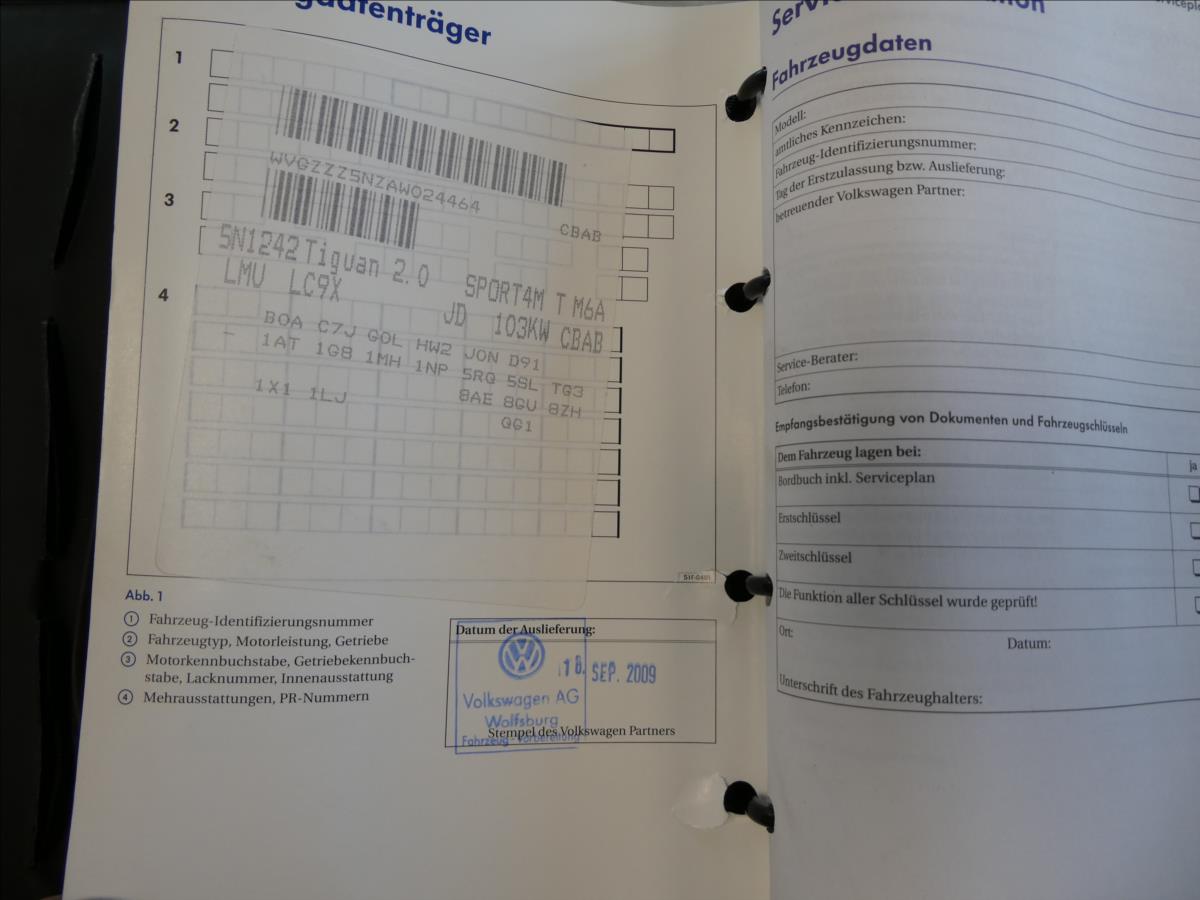 1
2
3
4
WVGZZZ5NZAW024464
CBAB
5N1242 Tiguan 2.0 SPORT4M T M6A
LMU LC9X JD 103KW CBAB
BOA C7J GOL HW2 JON D91
- 1AT 1G8 1MH 1NP 5RQ 5SL TG3
1X1 1LJ 8AE 8GU 8ZH
QG1
Abb. 1
1 Fahrzeug-Identifizierungsnummer
2 Fahrzeugtyp, Motorleistung, Getriebe
3 Motorkennbuchstabe, Getriebekennbuch-
stabe, Lacknummer, Innenausstattung
4 Mehrausstattungen, PR-Nummern
Datum der Auslieferung:
18. SEP. 2009
Volkswagen AG
Wolfsburg
Fahrzeug-Vorbereitung
Stempel des Volkswagen Partners
Fahrzeugdaten
Modell:
amtliches Kennzeichen:
Fahrzeug-Identifizierungsnummer:
Tag der Erstzulassung bzw. Auslieferung:
betreuender Volkswagen Partner:
Service-Berater:
Telefon:
Empfangsbestätigung von Dokumenten und Fahrzeugschlüsseln
Dem Fahrzeug lagen bei: ja
Bordbuch inkl. Serviceplan
Erstschlüssel
Zweitschlüssel
Die Funktion aller Schlüssel wurde geprüft!
Ort: Datum:
Unterschrift des Fahrzeughalters: